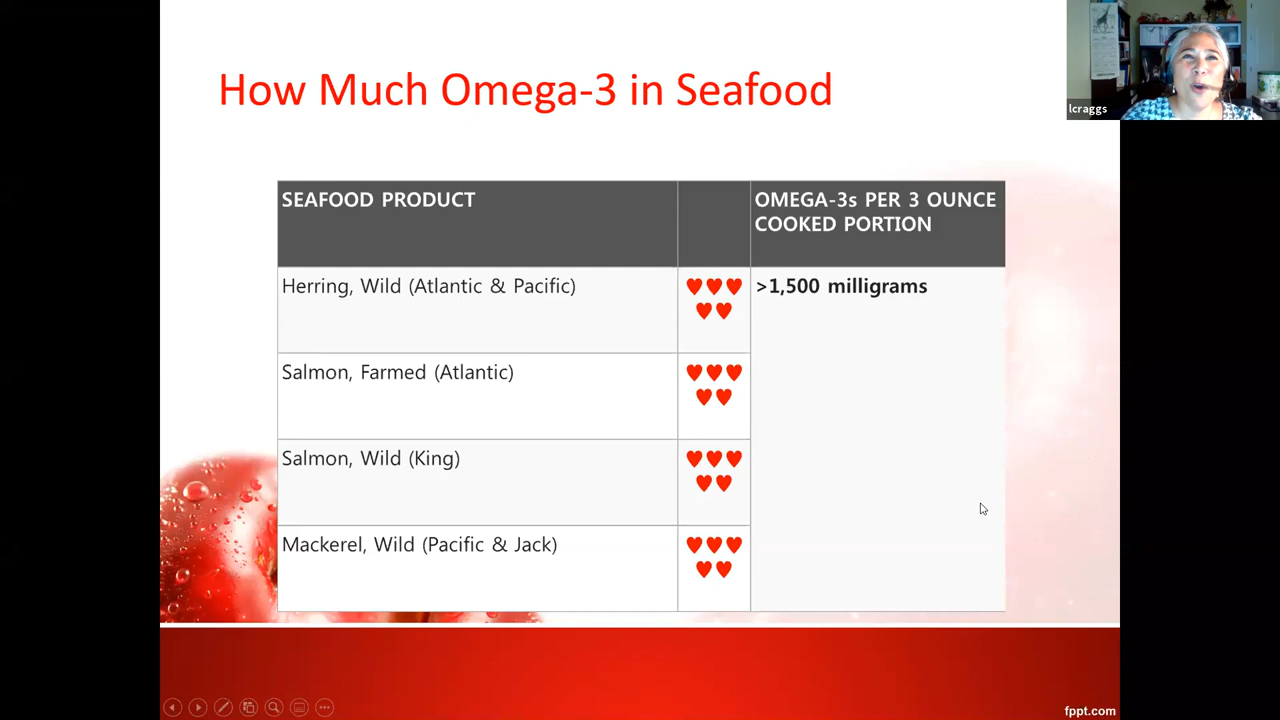 How Much Omega-3 in Seafood
lcraggs
SEAFOOD PRODUCT
OMEGA-3s PER 3 OUNCE
COOKED PORTION
Herring, Wild (Atlantic & Pacific)
♥♥♥
♥♥
>1,500 milligrams
Salmon, Farmed (Atlantic)
♥♥♥
♥♥
Salmon, Wild (King)
♥♥♥
♥♥
Mackerel, Wild (Pacific & Jack)
♥♥♥
♥♥
fppt.com